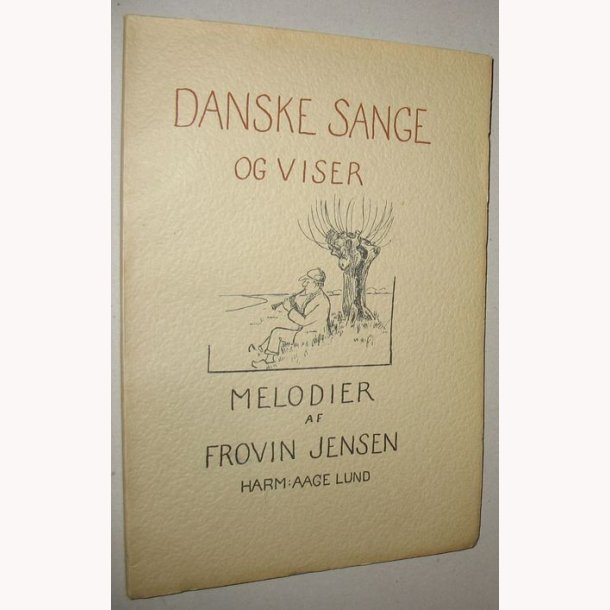 DANSKE SANGE
OG VISER
MELODIER
AF
FROVIN JENSEN
HARM: AAGE LUND